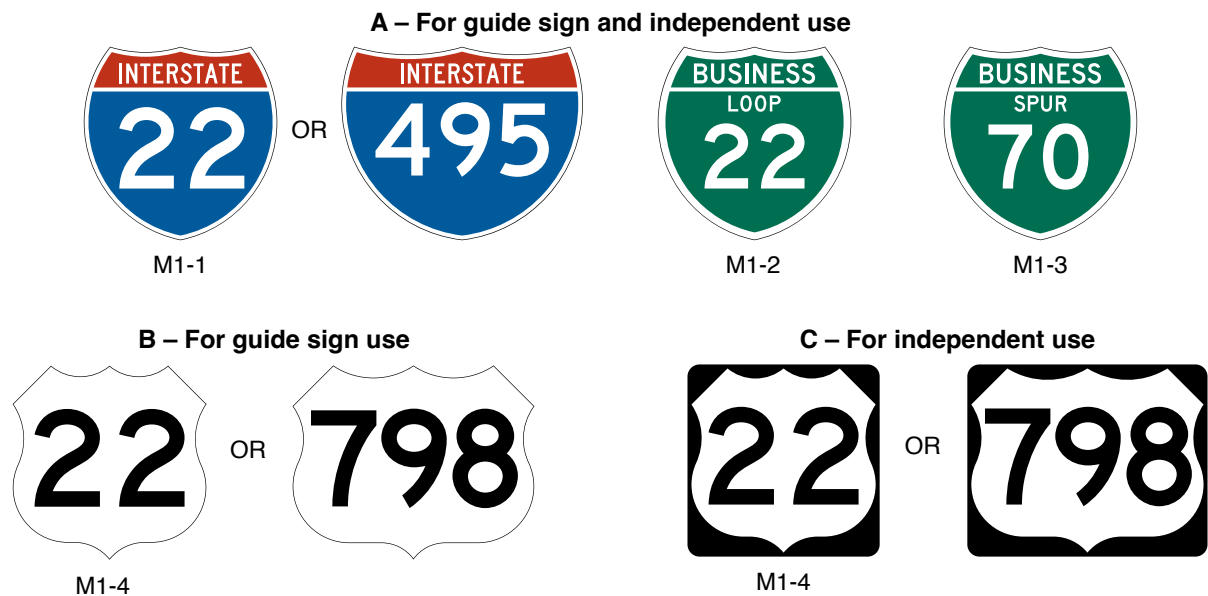 A – For guide sign and independent use
INTERSTATE
22
OR
INTERSTATE
495
BUSINESS
LOOP
22
BUSINESS
SPUR
70
M1-1
M1-2
M1-3
B – For guide sign use
22
OR
798
M1-4
C – For independent use
22
OR
798
M1-4